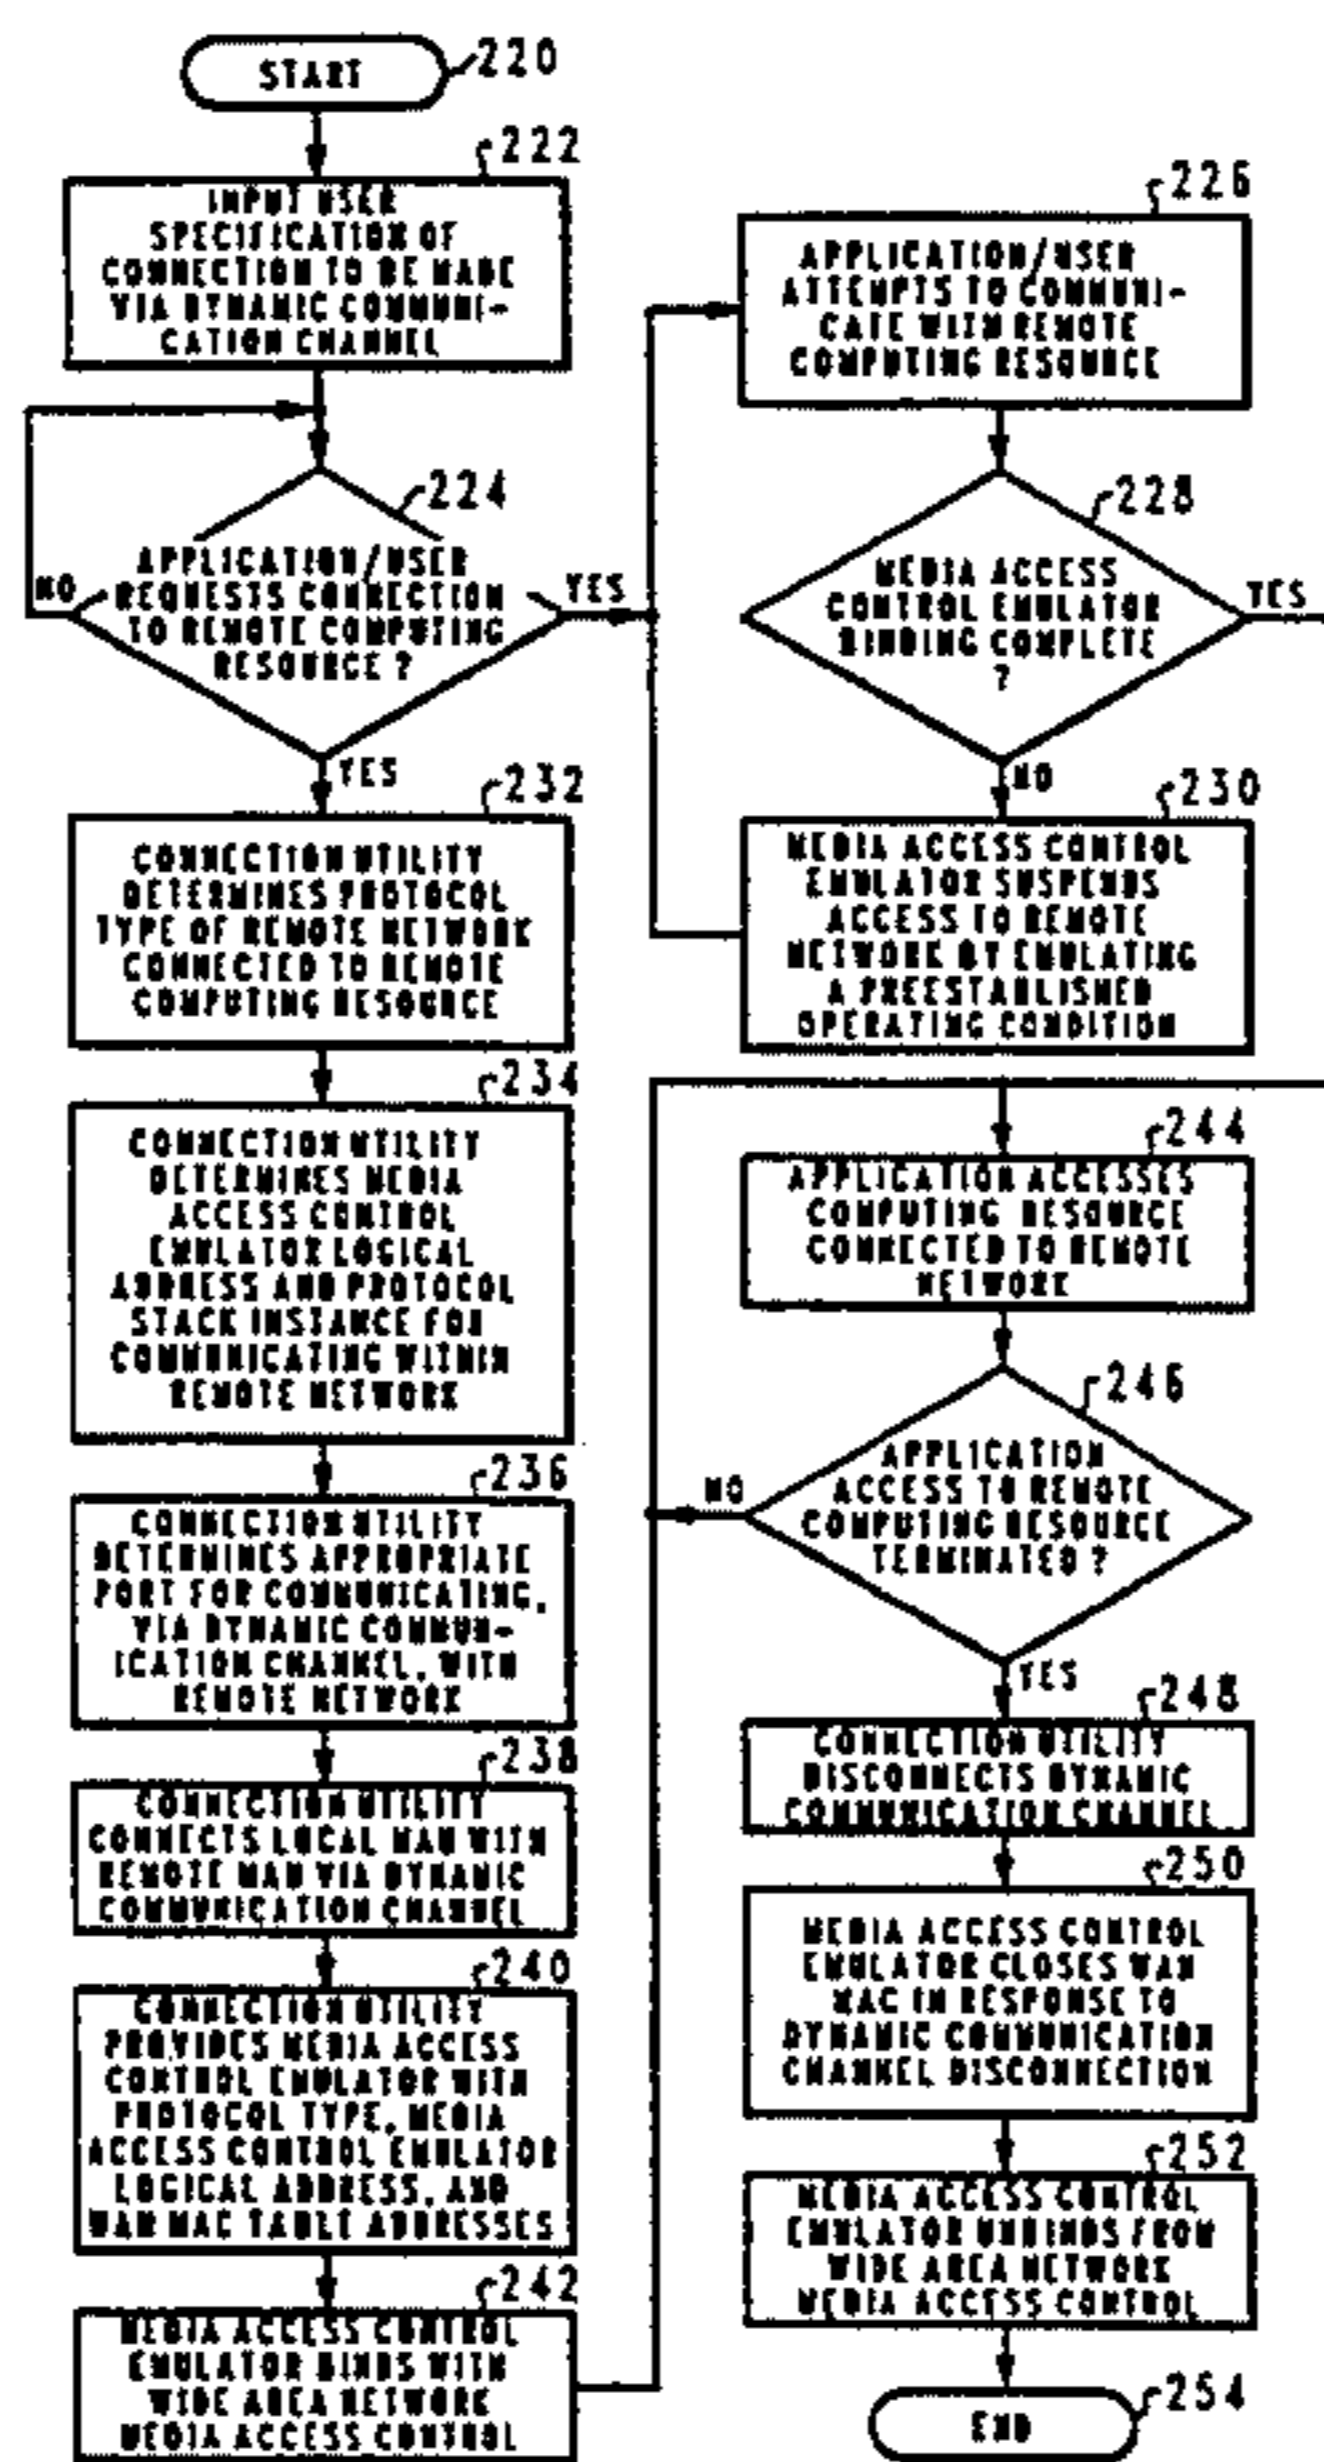 START
220
222
INPUT USER
SPECIFICATION OF
CONNECTION TO BE MADE
VIA DYNAMIC COMMUNI-
CATION CHANNEL
224
APPLICATION/USER
REQUESTS CONNECTION
TO REMOTE COMPUTING
RESOURCE ?
NO
YES
YES
232
CONNECTION UTILITY
DETERMINES PROTOCOL
TYPE OF REMOTE NETWORK
CONNECTED TO REMOTE
COMPUTING RESOURCE
234
CONNECTION UTILITY
DETERMINES MEDIA
ACCESS CONTROL
EMULATOR LOGICAL
ADDRESS AND PROTOCOL
STACK INSTANCE FOR
COMMUNICATING WITHIN
REMOTE NETWORK
236
CONNECTION UTILITY
DETERMINES APPROPRIATE
PORT FOR COMMUNICATING,
VIA DYNAMIC COMMUN-
ICATION CHANNEL, WITH
REMOTE NETWORK
238
CONNECTION UTILITY
CONNECTS LOCAL WAN WITH
REMOTE WAN VIA DYNAMIC
COMMUNICATION CHANNEL
240
CONNECTION UTILITY
PROVIDES MEDIA ACCESS
CONTROL EMULATOR WITH
PROTOCOL TYPE, MEDIA
ACCESS CONTROL EMULATOR
LOGICAL ADDRESS, AND
WAN MAC TABLE ADDRESSES
242
MEDIA ACCESS CONTROL
EMULATOR BINDS WITH
WIDE AREA NETWORK
MEDIA ACCESS CONTROL
226
APPLICATION/USER
ATTEMPTS TO COMMUNI-
CATE WITH REMOTE
COMPUTING RESOURCE
228
MEDIA ACCESS
CONTROL EMULATOR
BINDING COMPLETE
?
YES
NO
230
MEDIA ACCESS CONTROL
EMULATOR SUSPENDS
ACCESS TO REMOTE
NETWORK BY EMULATING
A PREESTABLISHED
OPERATING CONDITION
244
APPLICATION ACCESSES
COMPUTING RESOURCE
CONNECTED TO REMOTE
NETWORK
246
APPLICATION
ACCESS TO REMOTE
COMPUTING RESOURCE
TERMINATED ?
NO
YES
248
CONNECTION UTILITY
DISCONNECTS DYNAMIC
COMMUNICATION CHANNEL
250
MEDIA ACCESS CONTROL
EMULATOR CLOSES WAN
MAC IN RESPONSE TO
DYNAMIC COMMUNICATION
CHANNEL DISCONNECTION
252
MEDIA ACCESS CONTROL
EMULATOR UNBINDS FROM
WIDE AREA NETWORK
MEDIA ACCESS CONTROL
END
254